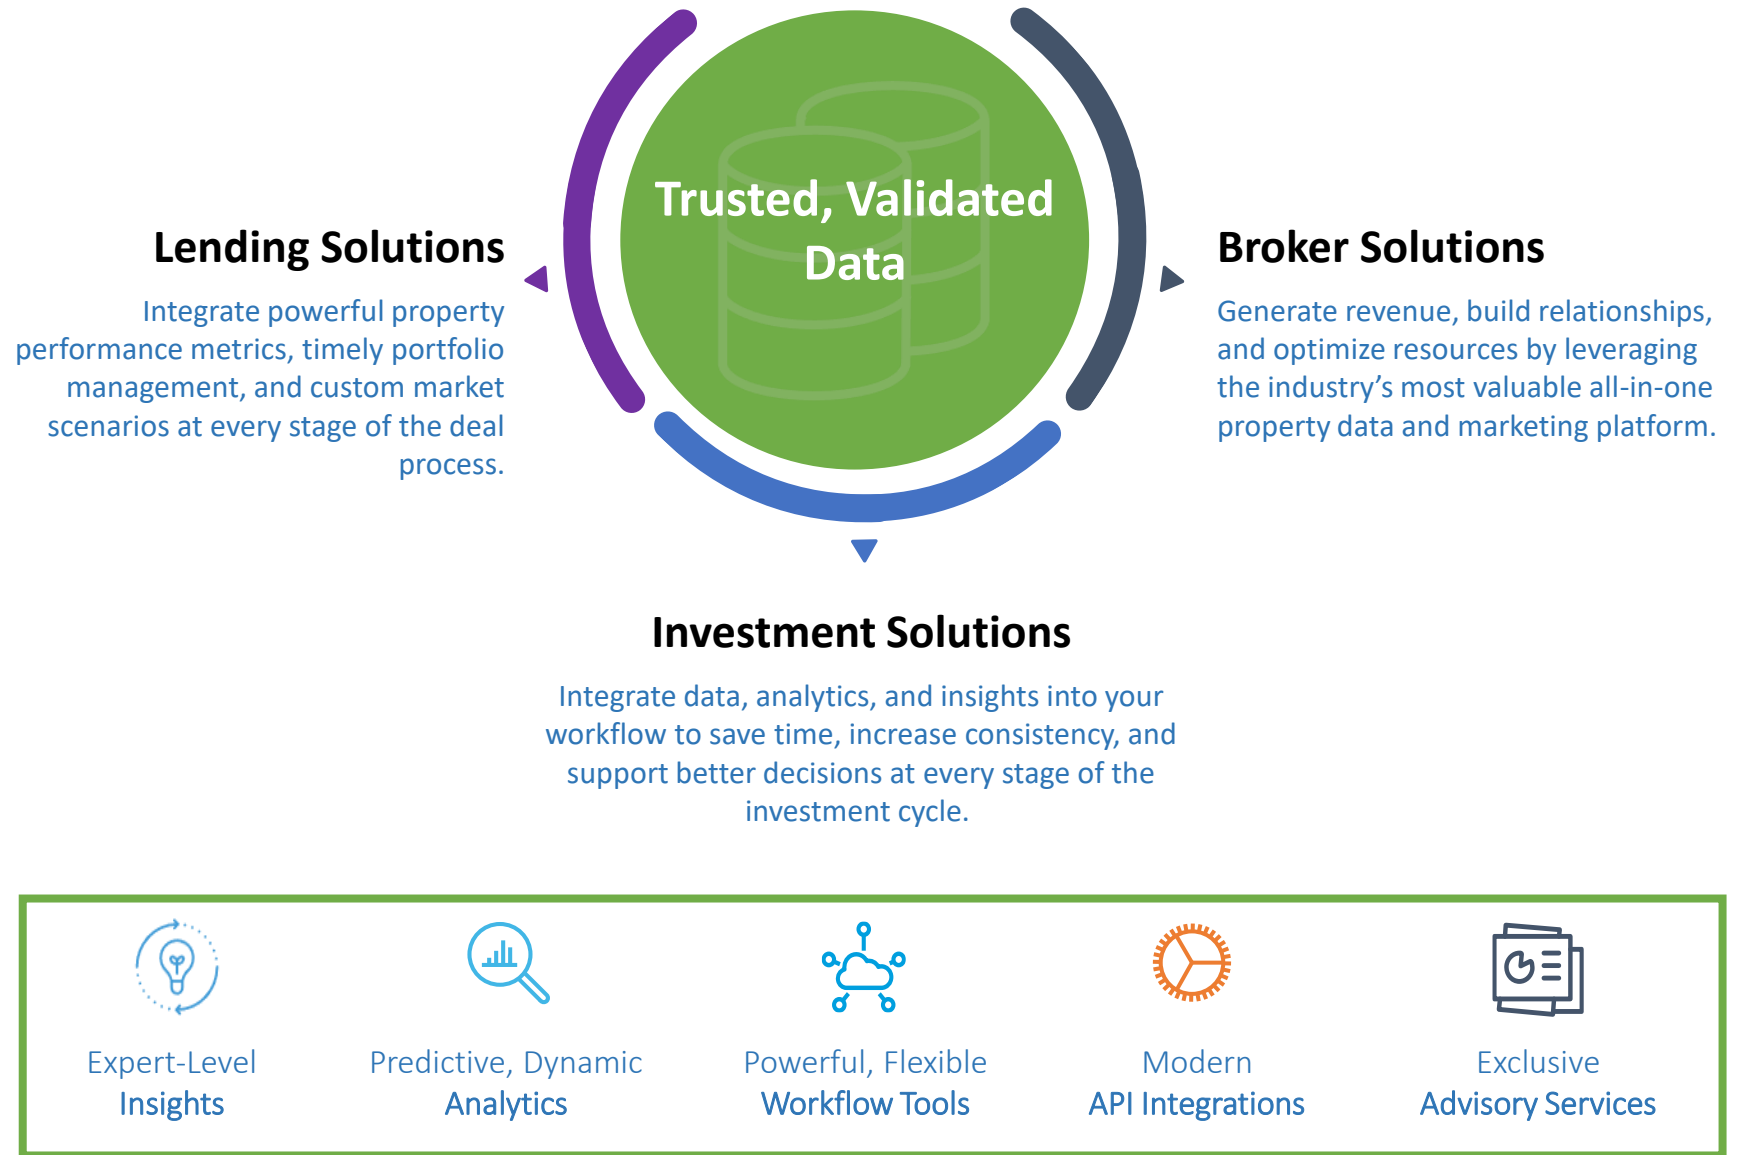 Trusted, Validated
Data
Lending Solutions
Integrate powerful property
performance metrics, timely portfolio
management, and custom market
scenarios at every stage of the deal
process.
Broker Solutions
Generate revenue, build relationships,
and optimize resources by leveraging
the industry’s most valuable all-in-one
property data and marketing platform.
Investment Solutions
Integrate data, analytics, and insights into your
workflow to save time, increase consistency, and
support better decisions at every stage of the
investment cycle.
Expert-Level
Insights
Predictive, Dynamic
Analytics
Powerful, Flexible
Workflow Tools
Modern
API Integrations
Exclusive
Advisory Services